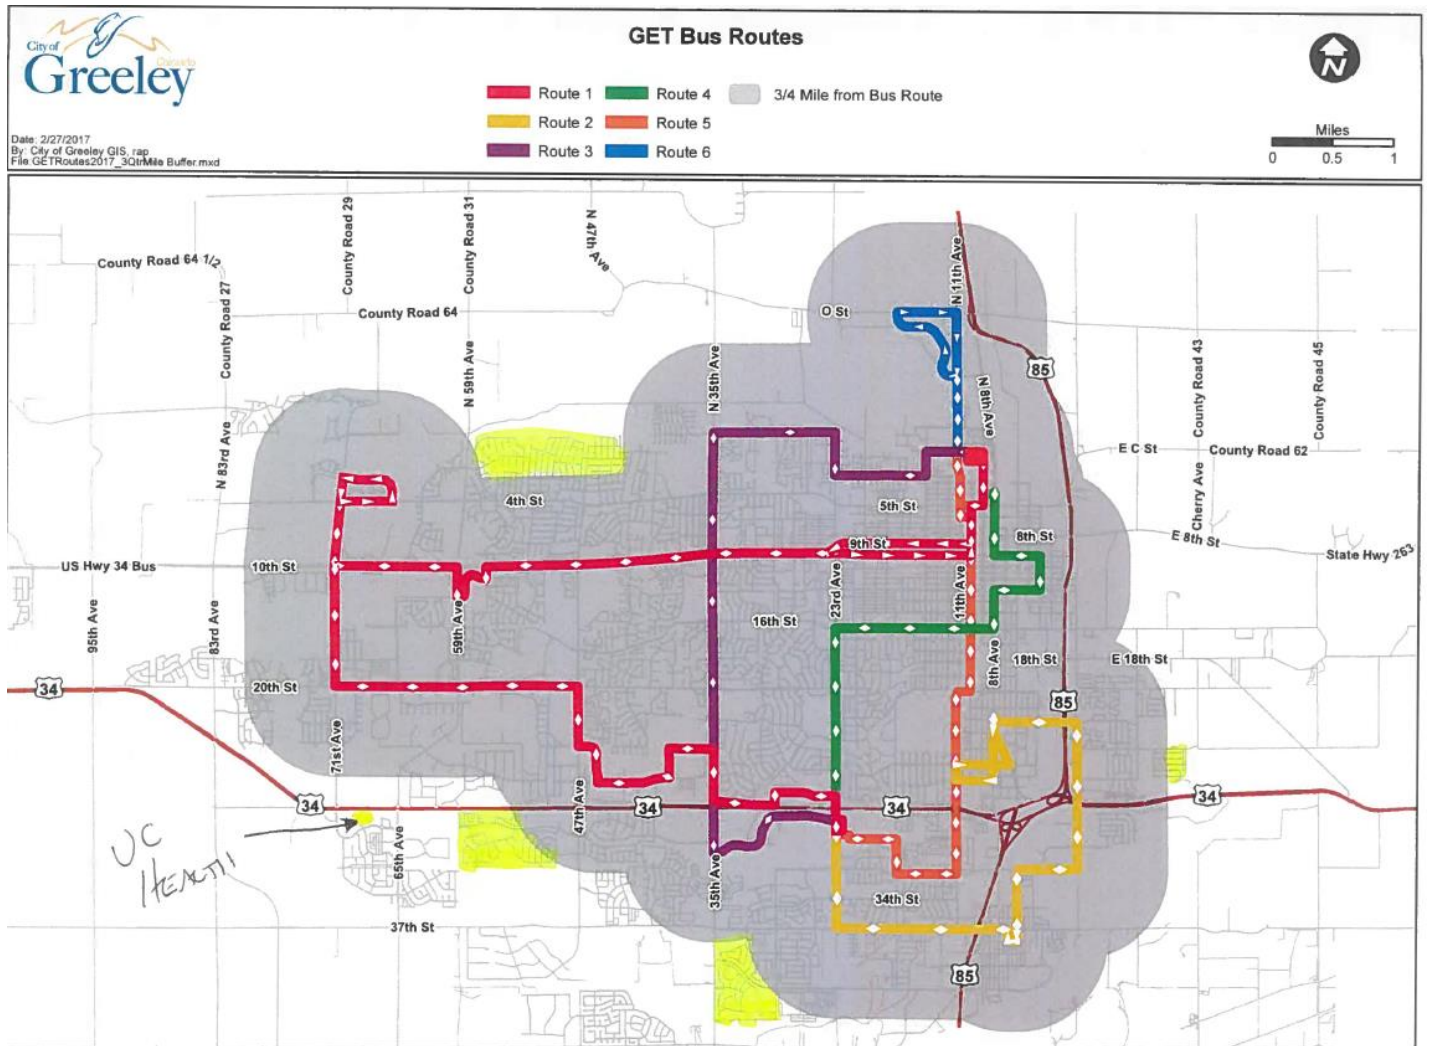 City of
Greeley
Colorado
GET Bus Routes
N
Date: 2/27/2017
By: City of Greeley GIS, rap
File GETRoutes2017_3QtrMile Buffer.mxd
Route 1
Route 4
3/4 Mile from Bus Route
Route 2
Route 5
Route 3
Route 6
Miles
0 0.5 1
County Road 29
County Road 31
N 47th Ave
N 11th Ave
County Road 64 1/2
County Road 27
County Road 64
O St
N 59th Ave
N 35th Ave
85
County Road 43
County Road 45
N 8th Ave
N 83rd Ave
E C St
County Road 62
Cherry Ave
4th St
5th St
9th St
8th St
E 8th St
State Hwy 263
US Hwy 34 Bus
10th St
95th Ave
83rd Ave
59th Ave
23rd Ave
11th Ave
16th St
8th Ave
18th St
E 18th St
34
20th St
85
71st Ave
34
47th Ave
34
34
34
UC
HEALTH
65th Ave
35th Ave
34th St
37th St
85